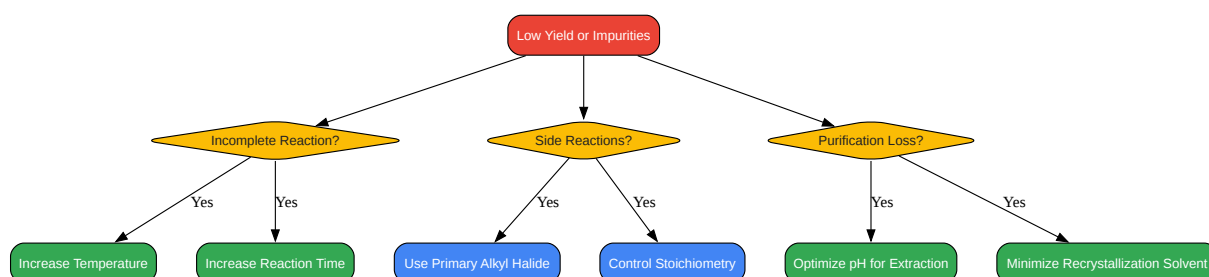 Low Yield or Impurities
Incomplete Reaction?
Side Reactions?
Purification Loss?
Yes
Yes
Yes
Yes
Yes
Yes
Increase Temperature
Increase Reaction Time
Use Primary Alkyl Halide
Control Stoichiometry
Optimize pH for Extraction
Minimize Recrystallization Solvent